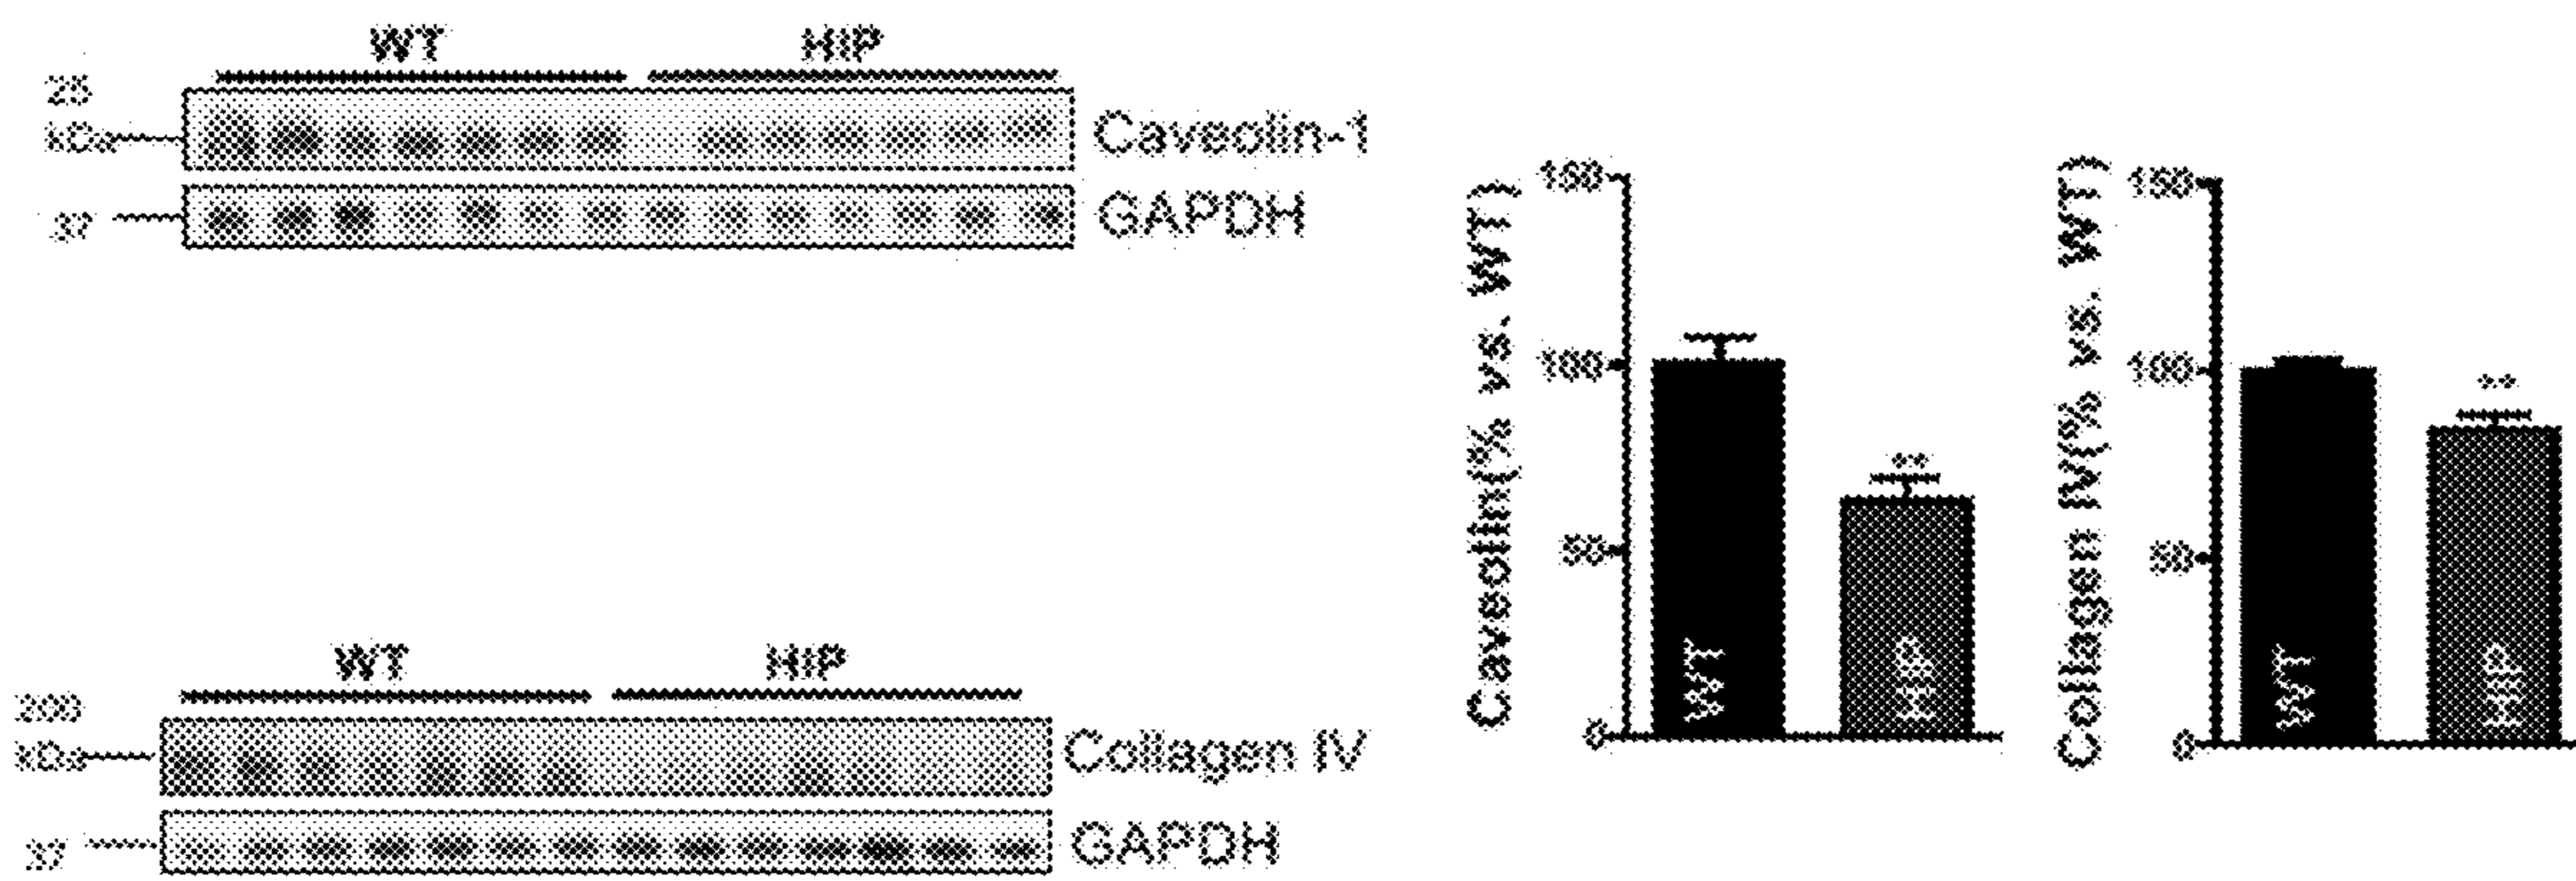 WT HIP
25
kDa
Caveolin-1
37
GAPDH
WT HIP
200
kDa
Collagen IV
37
GAPDH
Caveolin(% vs. WT)
150
100
50
0
WT
HIP
**
Collagen IV(% vs. WT)
150
100
50
0
WT
HIP
**